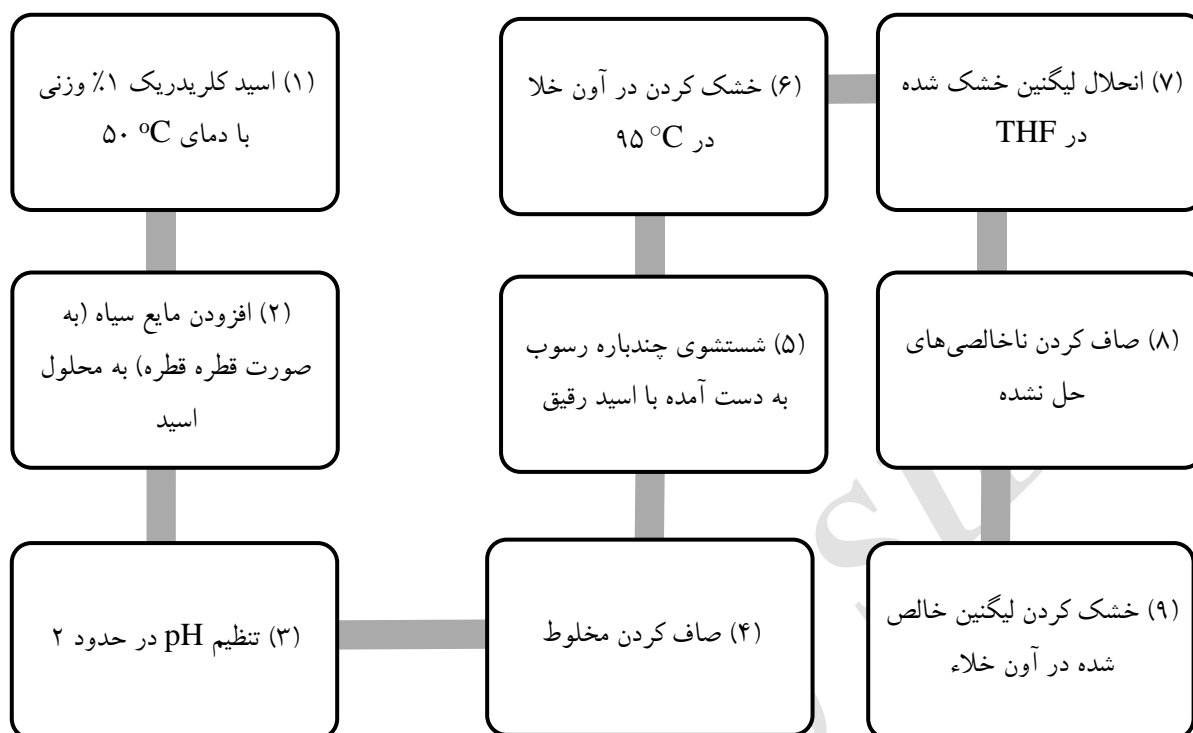 (۱) اسید کلریدریک ۱٪ وزنی
با دمای ۵۰ °C
(۲) افزودن مایع سیاه (به
صورت قطره قطره) به محلول
اسید
(۳) تنظیم pH در حدود ۲
(۴) صاف کردن مخلوط
(۵) شستشوی چندباره رسوب
به دست آمده با اسید رقیق
(۶) خشک کردن در آون خلا
در ۹۵ °C
(۷) انحلال لیگنین خشک شده
در THF
(۸) صاف کردن ناخالصی‌های
حل نشده
(۹) خشک کردن لیگنین خالص
شده در آون خلاء